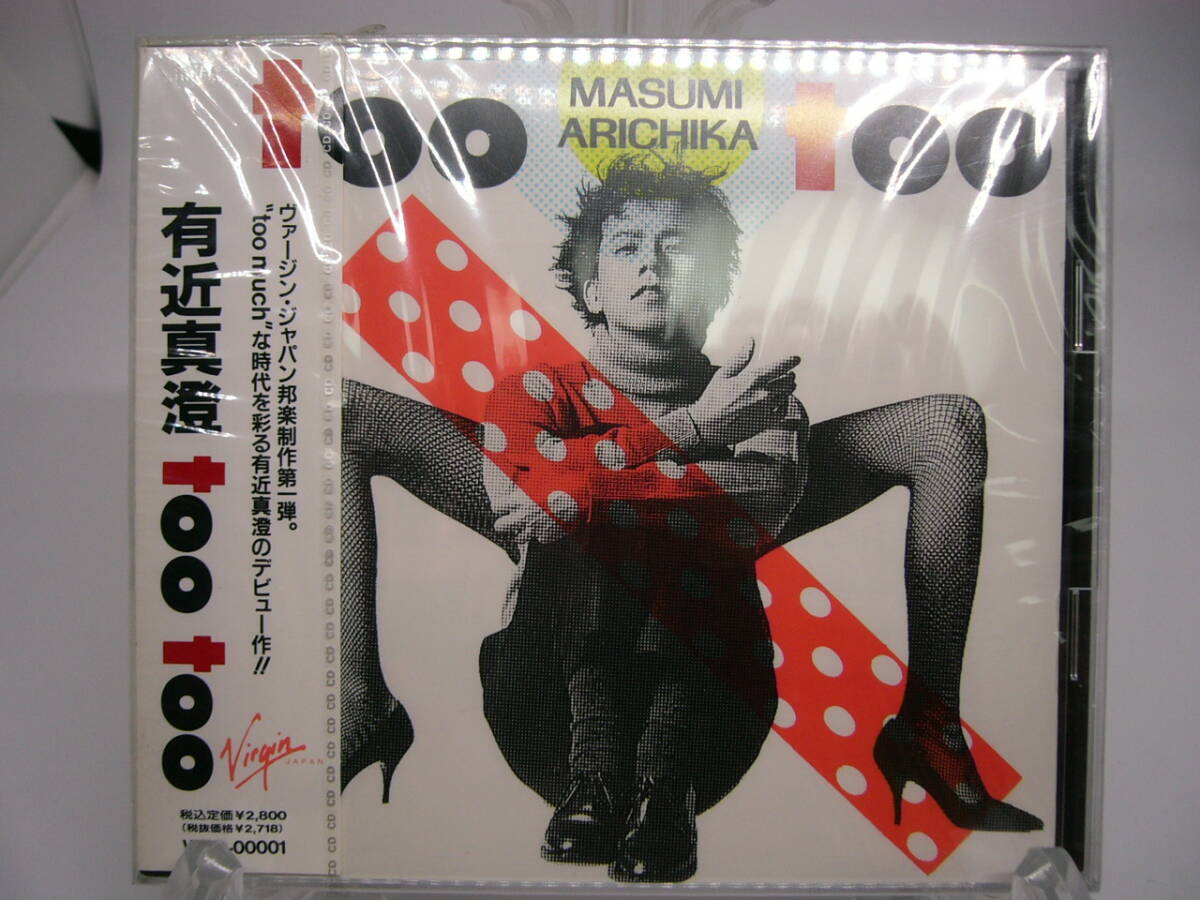 too too
MASUMI
ARICHIKA
有近真澄
too too
ヴァージン・ジャパン邦楽制作第一弾。
“too much”な時代を彩る有近真澄のデビュー作!!
Virgin
JAPAN
税込定価¥2,800
(税抜価格¥2,718)
-00001